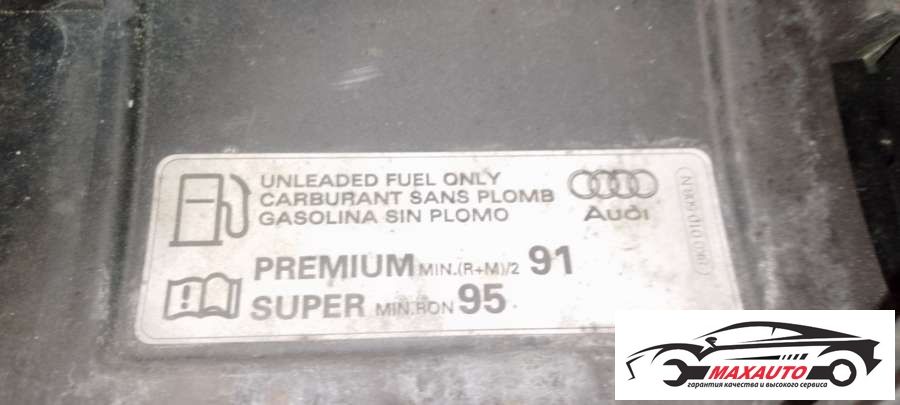 UNLEADED FUEL ONLY
CARBURANT SANS PLOMB
GASOLINA SIN PLOMO
Audi
PREMIUM MIN.(R+M)/2 91
SUPER MIN.RON 95
MAXAUTO
гарантия качества и высокого сервиса